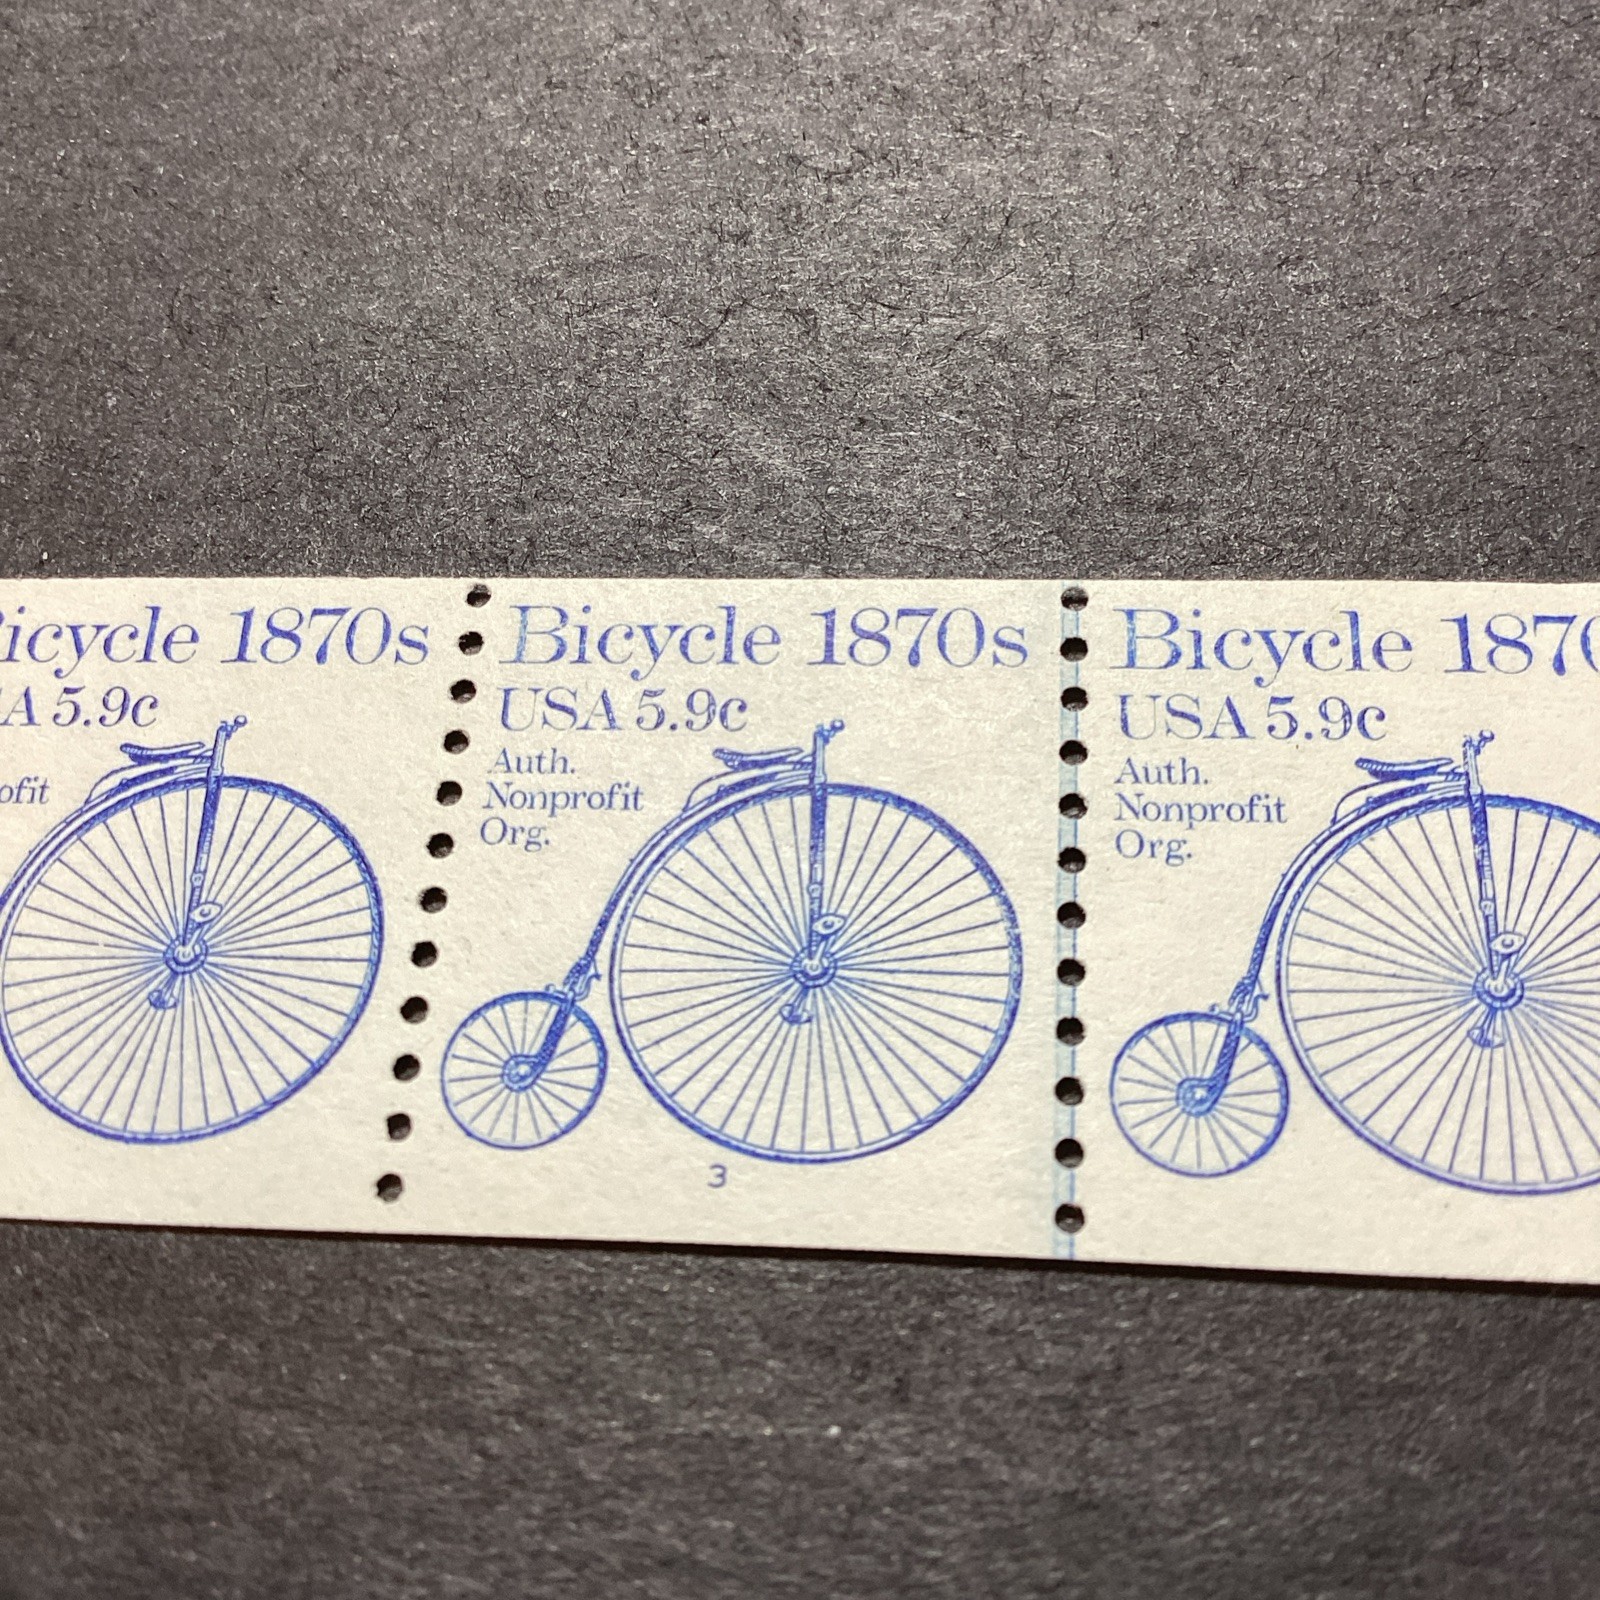 icycle 1870s
A 5.9c
ofit
Bicycle 1870s
USA 5.9c
Auth.
Nonprofit
Org.
3
Bicycle 1870
USA 5.9c
Auth.
Nonprofit
Org.